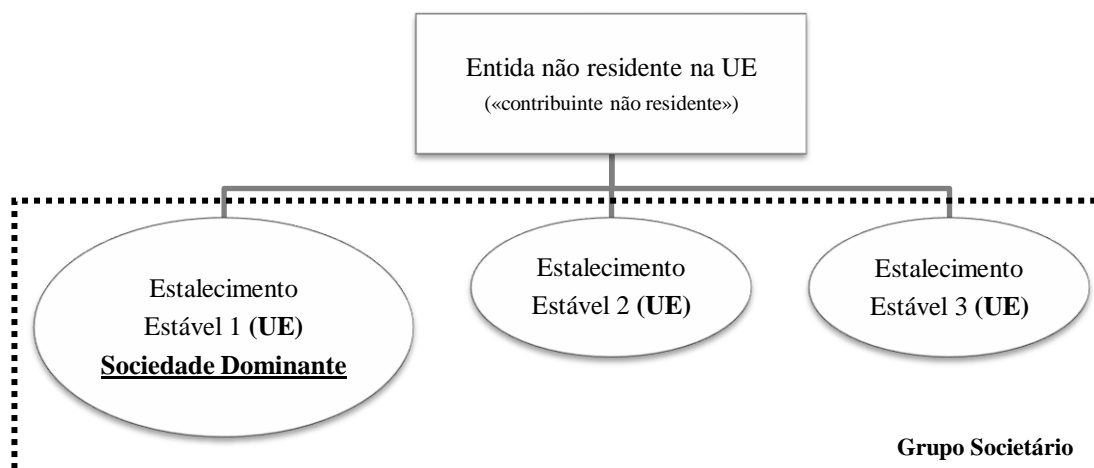 Entida não residente na UE
(«contribuinte não residente»)
Estalecimento
Estável 1 (UE)
Sociedade Dominante
Estalecimento
Estável 2 (UE)
Estalecimento
Estável 3 (UE)
Grupo Societário